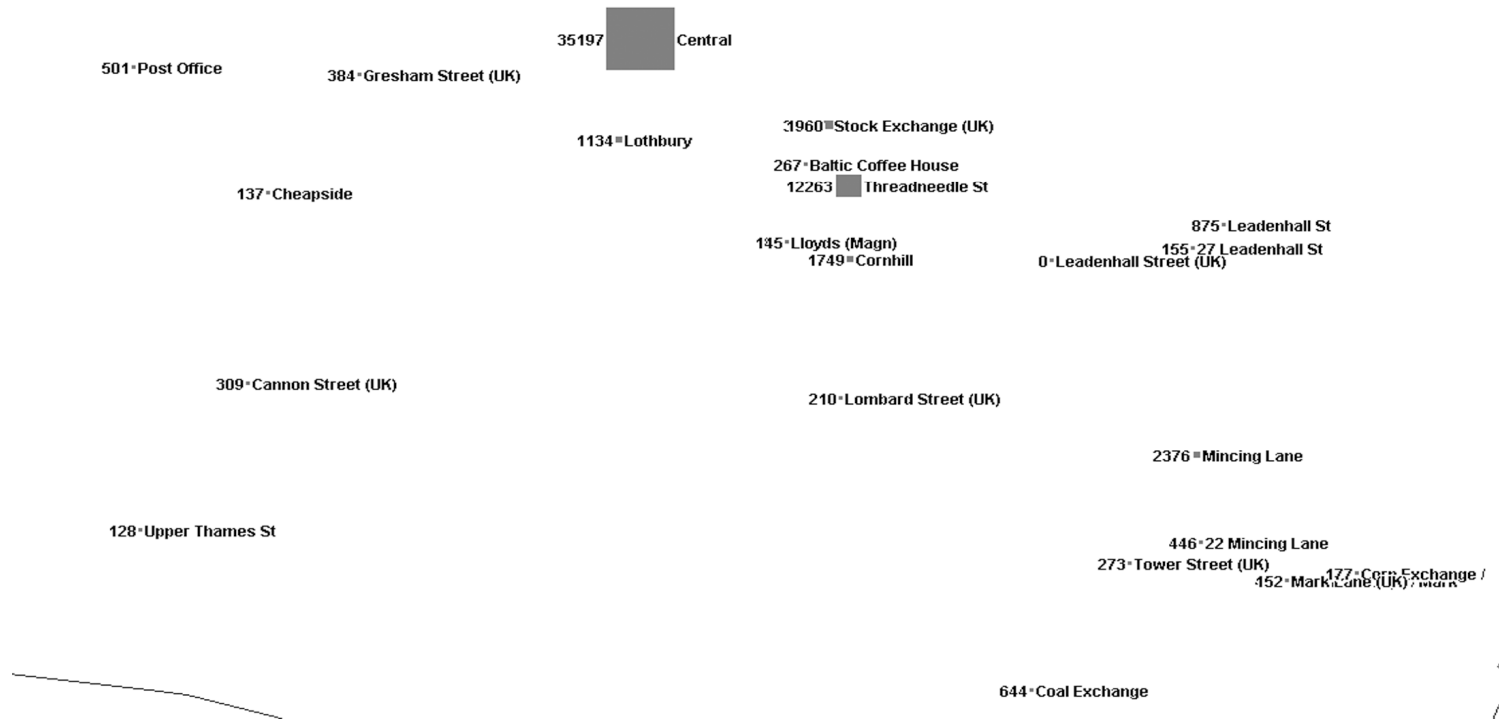 35197 Central
501 Post Office
384 Gresham Street (UK)
1960 Stock Exchange (UK)
1134 Lothbury
267 Baltic Coffee House
12263 Threadneedle St
137 Cheapside
875 Leadenhall St
145 Lloyds (Magn)
155 27 Leadenhall St
1749 Cornhill
0 Leadenhall Street (UK)
309 Cannon Street (UK)
210 Lombard Street (UK)
2376 Mincing Lane
128 Upper Thames St
446 22 Mincing Lane
273 Tower Street (UK)
177 Corn Exchange /
152 Mark Lane (UK)
644 Coal Exchange